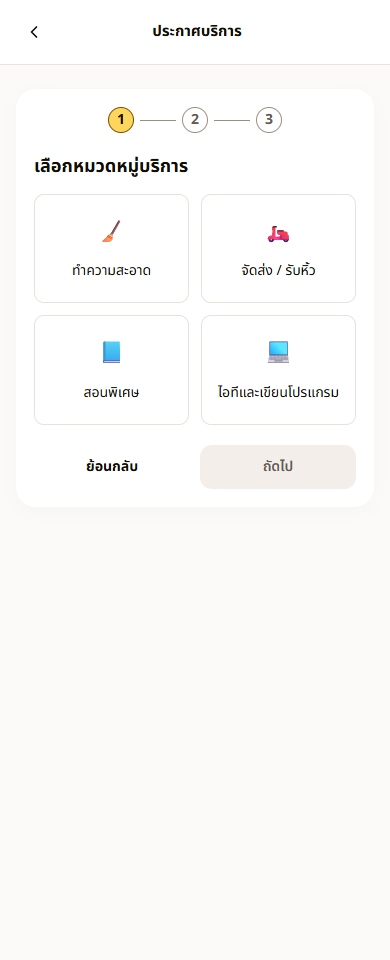 ประกาศบริการ
1 2 3
เลือกหมวดหมู่บริการ
ทำความสะอาด
จัดส่ง / รับหิ้ว
สอนพิเศษ
ไอทีและเขียนโปรแกรม
ย้อนกลับ
ถัดไป